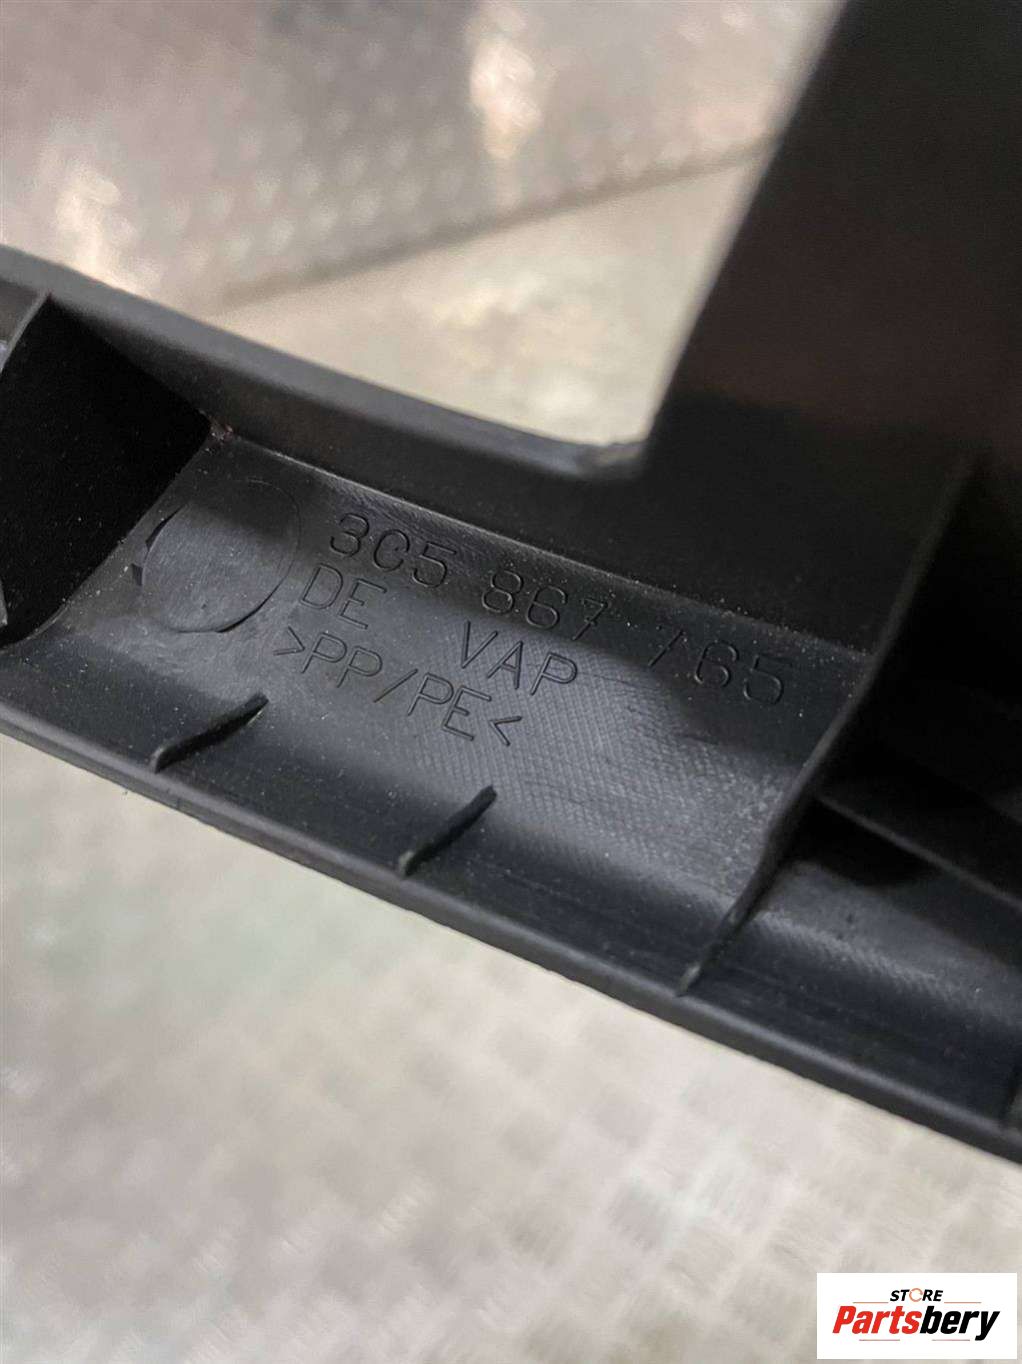 3C5 867 765
DE VAP
>PP/PE<
STORE
Partsbery